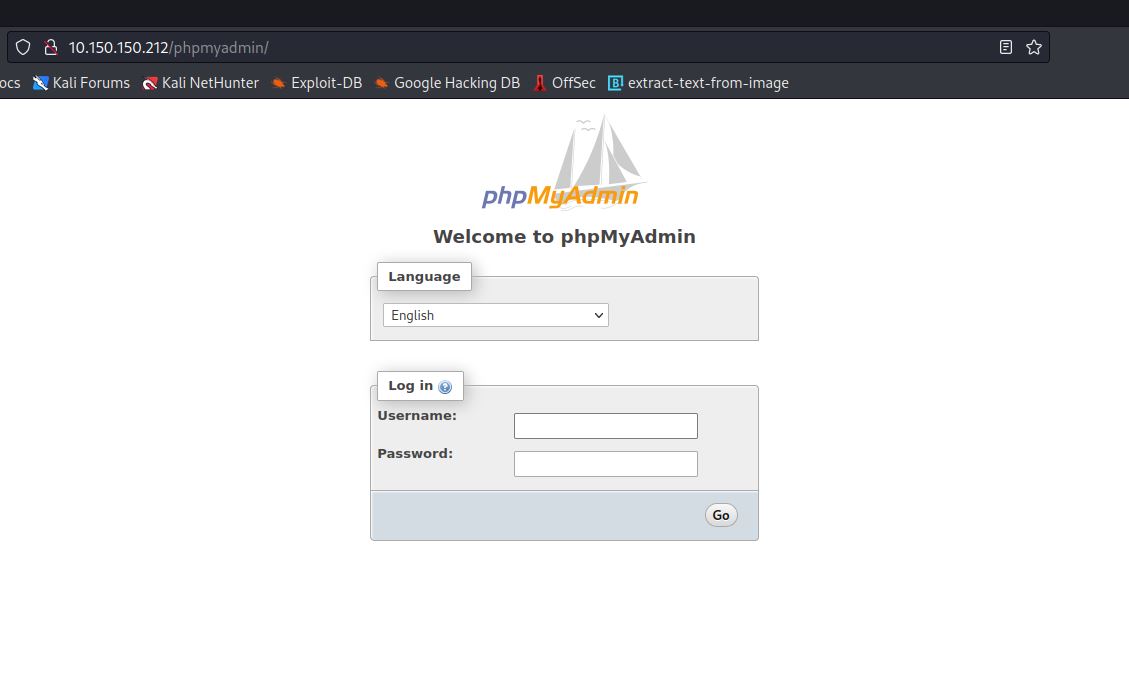 10.150.150.212/phpmyadmin/
ocs Kali Forums Kali NetHunter Exploit-DB Google Hacking DB OffSec extract-text-from-image
phpMyAdmin
Welcome to phpMyAdmin
Language
English
Log in
Username:
Password:
Go